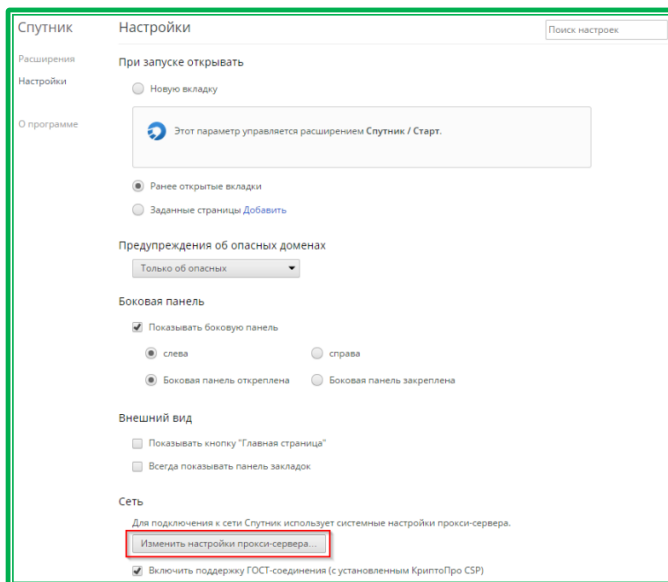 Спутник
Настройки
Поиск настроек
Расширения
Настройки
О программе
При запуске открывать
Новую вкладку
Этот параметр управляется расширением Спутник / Старт.
Ранее открытые вкладки
Заданные страницы Добавить
Предупреждения об опасных доменах
Только об опасных
Боковая панель
Показывать боковую панель
слева справа
Боковая панель откреплена Боковая панель закреплена
Внешний вид
Показывать кнопку "Главная страница"
Всегда показывать панель закладок
Сеть
Для подключения к сети Спутник использует системные настройки прокси-сервера.
Изменить настройки прокси-сервера...
Включить поддержку ГОСТ-соединения (с установленным КриптоПро CSP)